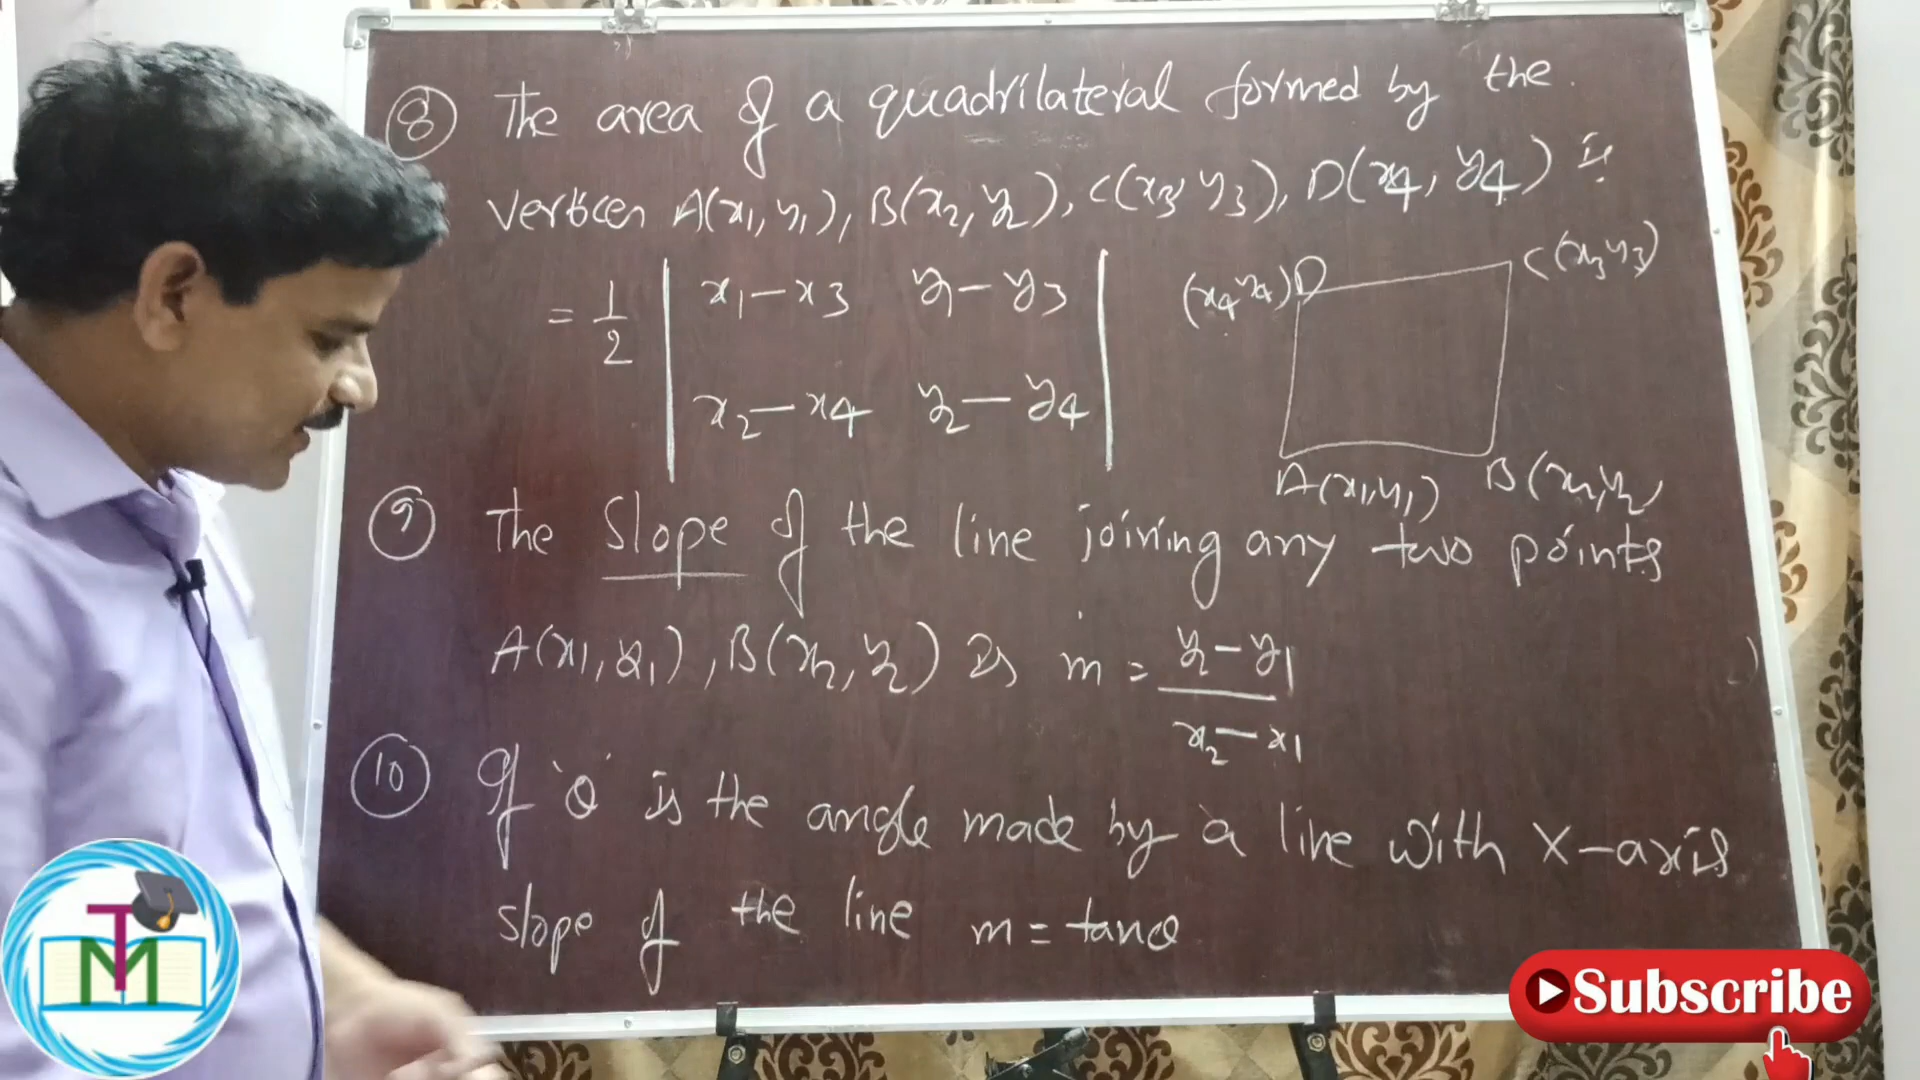 ⑧ The area of a quadrilateral formed by the
vertices A(x₁, y₁), B(x₂, y₂), C(x₃, y₃), D(x₄, y₄) is
= 1/2 | x₁-x₃ y₁-y₃ |
| x₂-x₄ y₂-y₄ |
(x₄ y₄) D
C(x₃ y₃)
A(x₁, y₁)
B(x₂, y₂
⑨ The Slope of the line joining any two points
A(x₁, y₁), B(x₂, y₂) is m = y₂-y₁ / x₂-x₁
⑩ If 'θ' is the angle made by a line with X-axis
slope of the line m = tanθ
TM
Subscribe